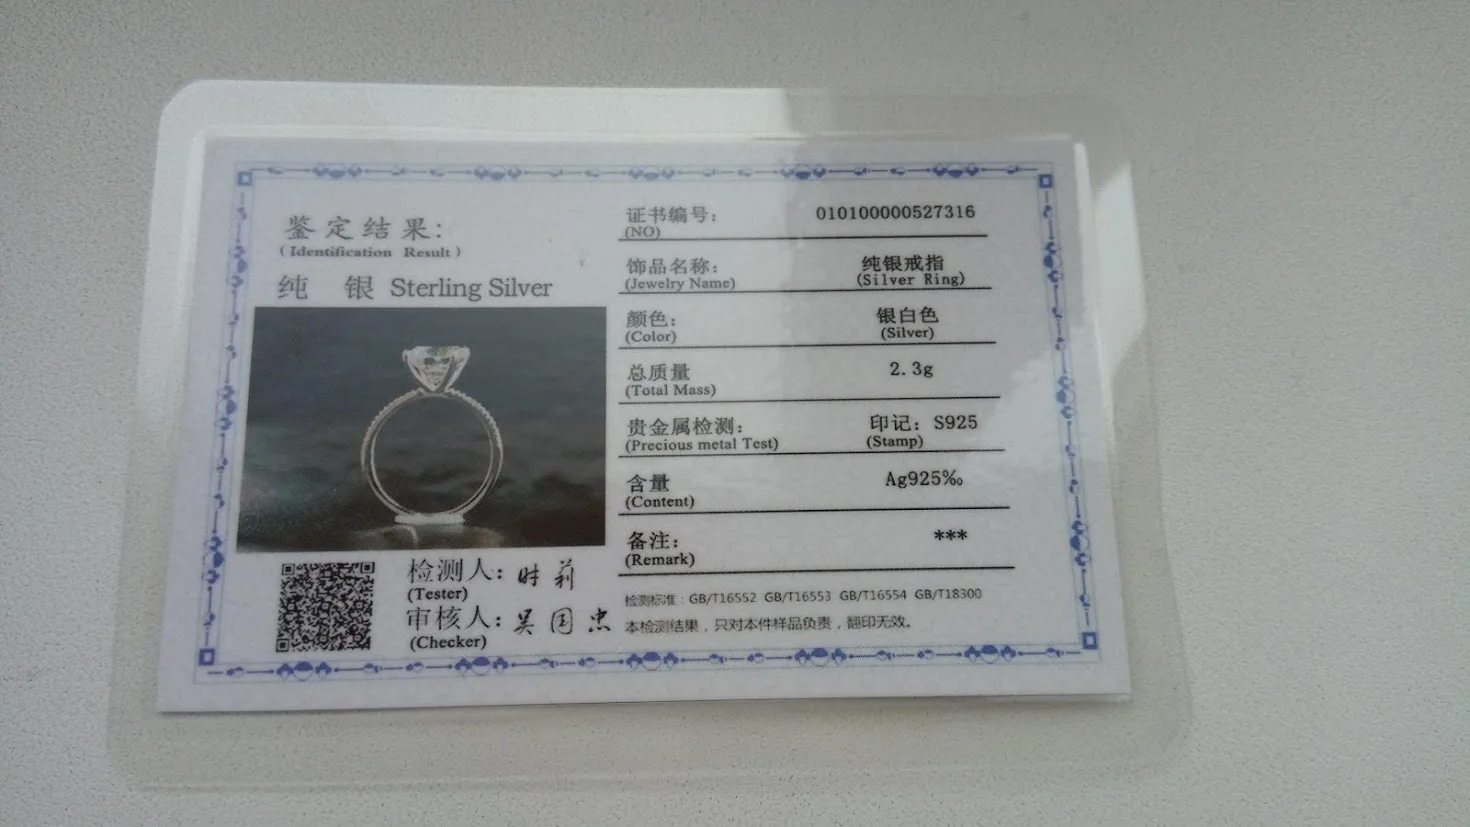 鉴定结果:
(Identification Result)
纯 银 Sterling Silver
检测人: 时莉
(Tester)
审核人: 吴国忠
(Checker)
证书编号: 010100000527316
(NO)
饰品名称: 纯银戒指
(Jewelry Name) (Silver Ring)
颜色: 银白色
(Color) (Silver)
总质量 2.3g
(Total Mass)
贵金属检测: 印记: S925
(Precious metal Test) (Stamp)
含量 Ag925‰
(Content)
备注: ***
(Remark)
检测标准：GB/T16552 GB/T16553 GB/T16554 GB/T18300
本检测结果，只对本件样品负责，翻印无效。